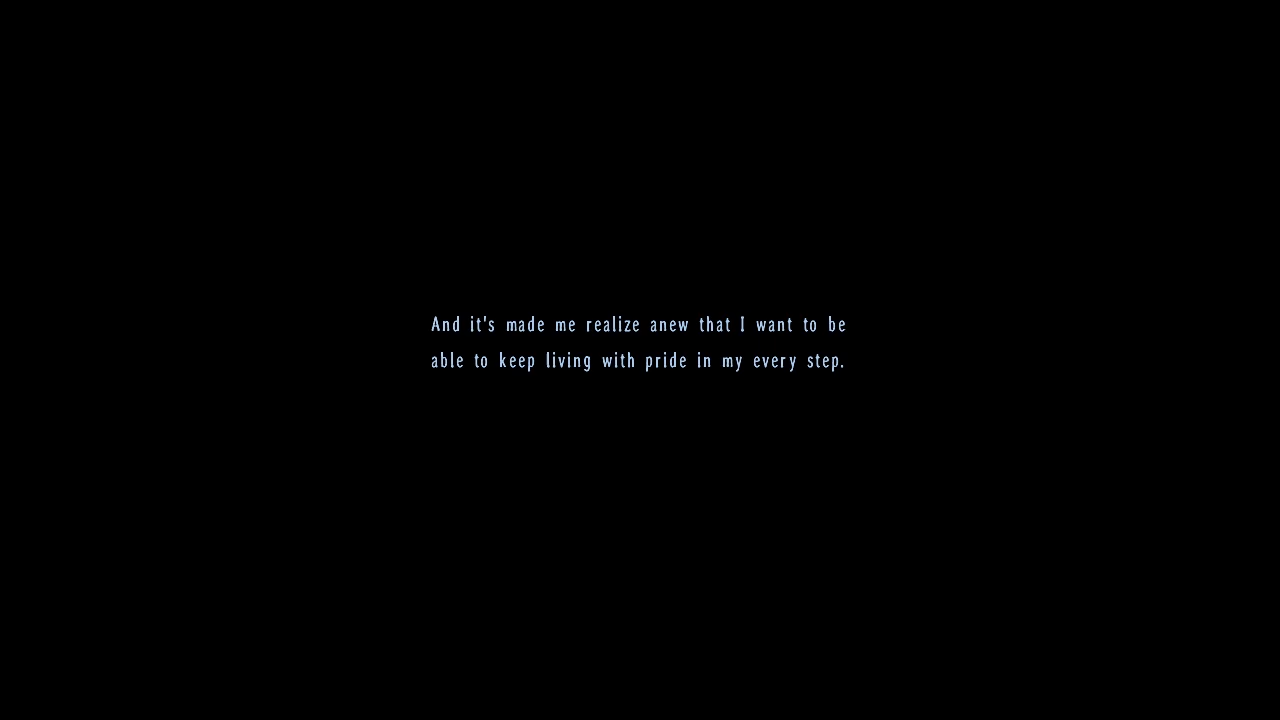 And it's made me realize anew that I want to be
able to keep living with pride in my every step.